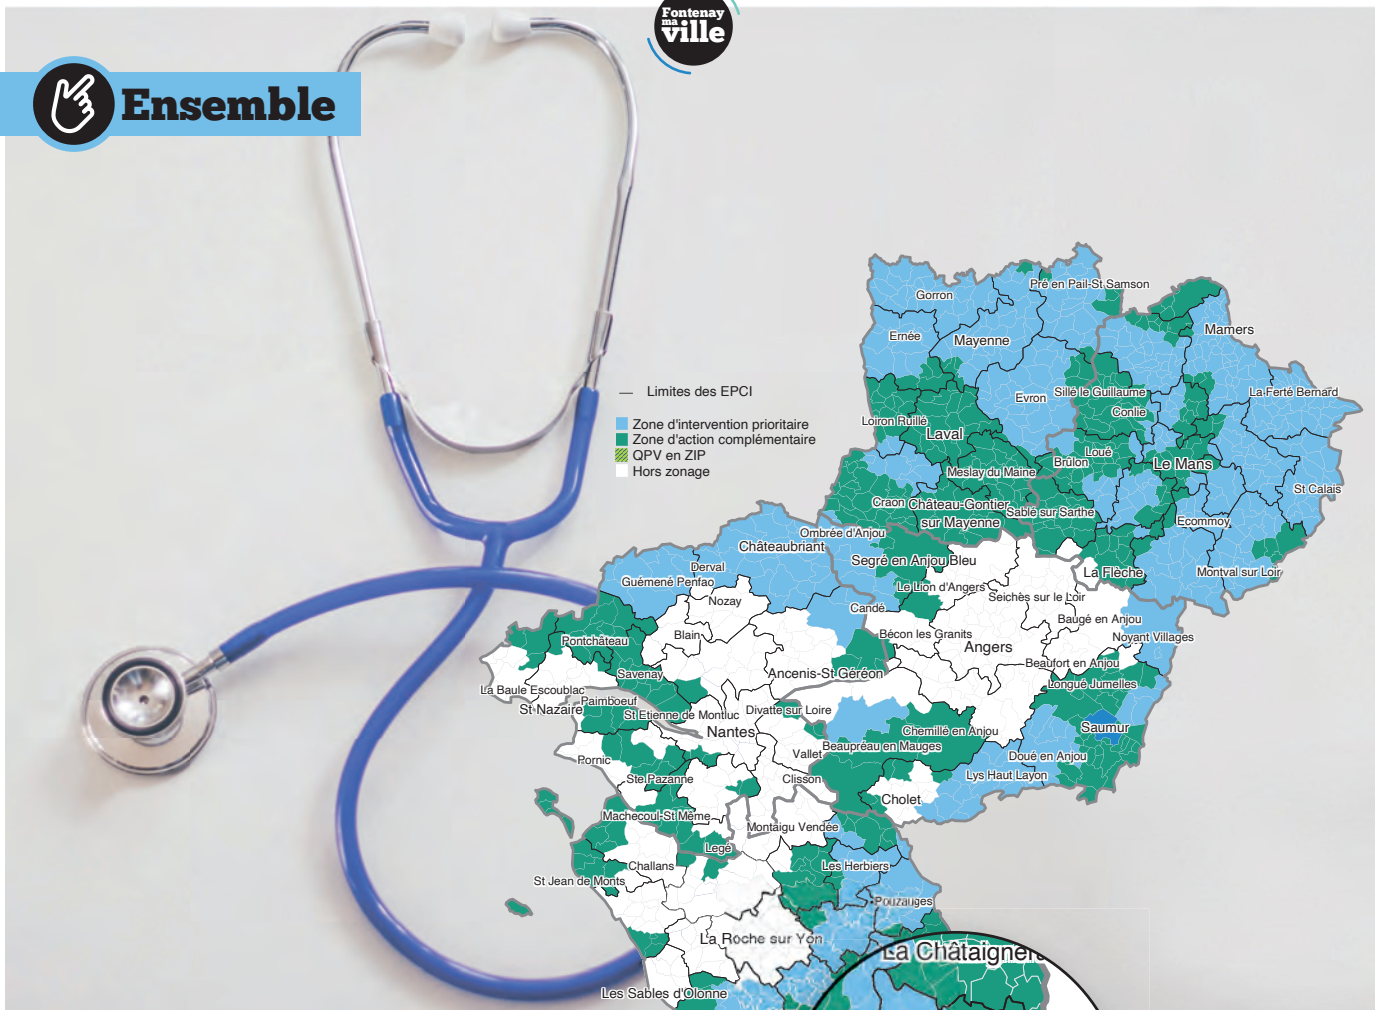 Fontenay
ma
ville
Ensemble
Limites des EPCI
Zone d'intervention prioritaire
Zone d'action complémentaire
QPV en ZIP
Hors zonage
Gorron
Pré en Pail-St Samson
Ernée
Mayenne
Mamers
Evron
Sillé le Guillaume
La Ferté Bernard
Conlie
Loiron Ruillé
Laval
Loué
Brûlon
Le Mans
Meslay du Maine
St Calais
Craon
Château-Gontier
sur Mayenne
Sablé sur Sarthe
Ecommoy
Ombrée d'Anjou
Châteaubriant
Segré en Anjou Bleu
La Flèche
Montval sur Loir
Derval
Guémené Penfao
Le Lion d'Angers
Seichès sur le Loir
Nozay
Candé
Baugé en Anjou
Blain
Bécon les Granits
Noyant Villages
Pontchâteau
Angers
Beaufort en Anjou
Savenay
Ancenis-St Géréon
Longué Jumelles
La Baule Escoublac
Paimboeuf
St Nazaire
St Etienne de Montluc
Divatte sur Loire
Saumur
Nantes
Chemillé en Anjou
Beaupréau en Mauges
Vallet
Doué en Anjou
Pornic
Ste Pazanne
Clisson
Lys Haut Layon
Cholet
Machecoul-St Même
Montaigu Vendée
Legé
Challans
Les Herbiers
St Jean de Monts
Pouzauges
La Roche sur Yon
La Châtaigner
Les Sables d'Olonne